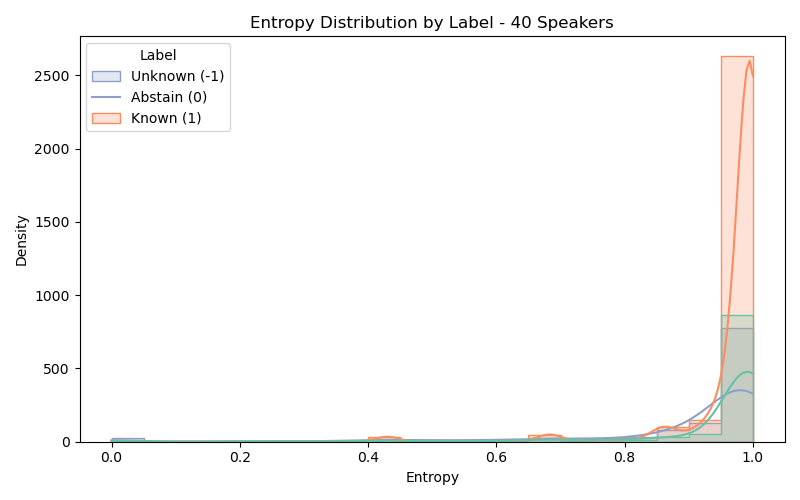 Entropy Distribution by Label - 40 Speakers
Label
Unknown (-1)
Abstain (0)
Known (1)
Density
2500
2000
1500
1000
500
0
0.0 0.2 0.4 0.6 0.8 1.0
Entropy